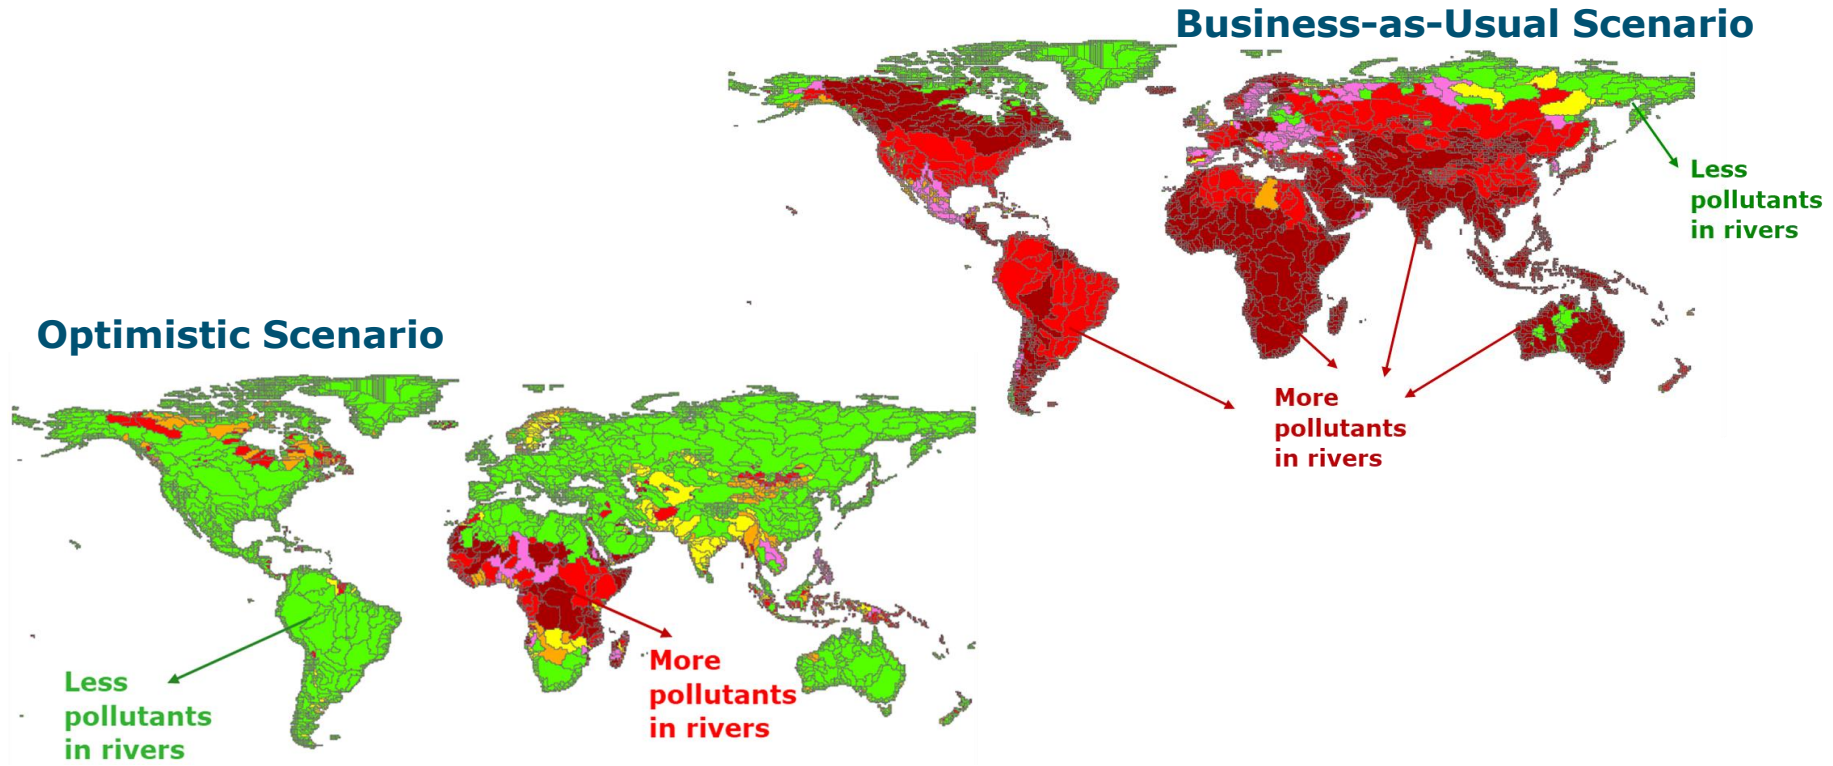 Business-as-Usual Scenario
Less
pollutants
in rivers
More
pollutants
in rivers
Optimistic Scenario
Less
pollutants
in rivers
More
pollutants
in rivers